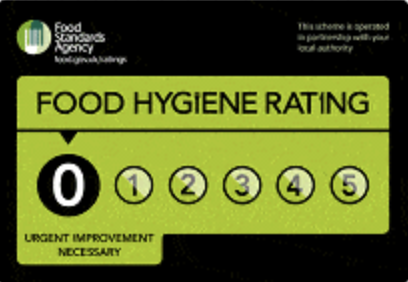 Food
Standards
Agency
food.gov.uk/ratings
This scheme is operated
in partnership with your
local authority
FOOD HYGIENE RATING
0 1 2 3 4 5
URGENT IMPROVEMENT
NECESSARY